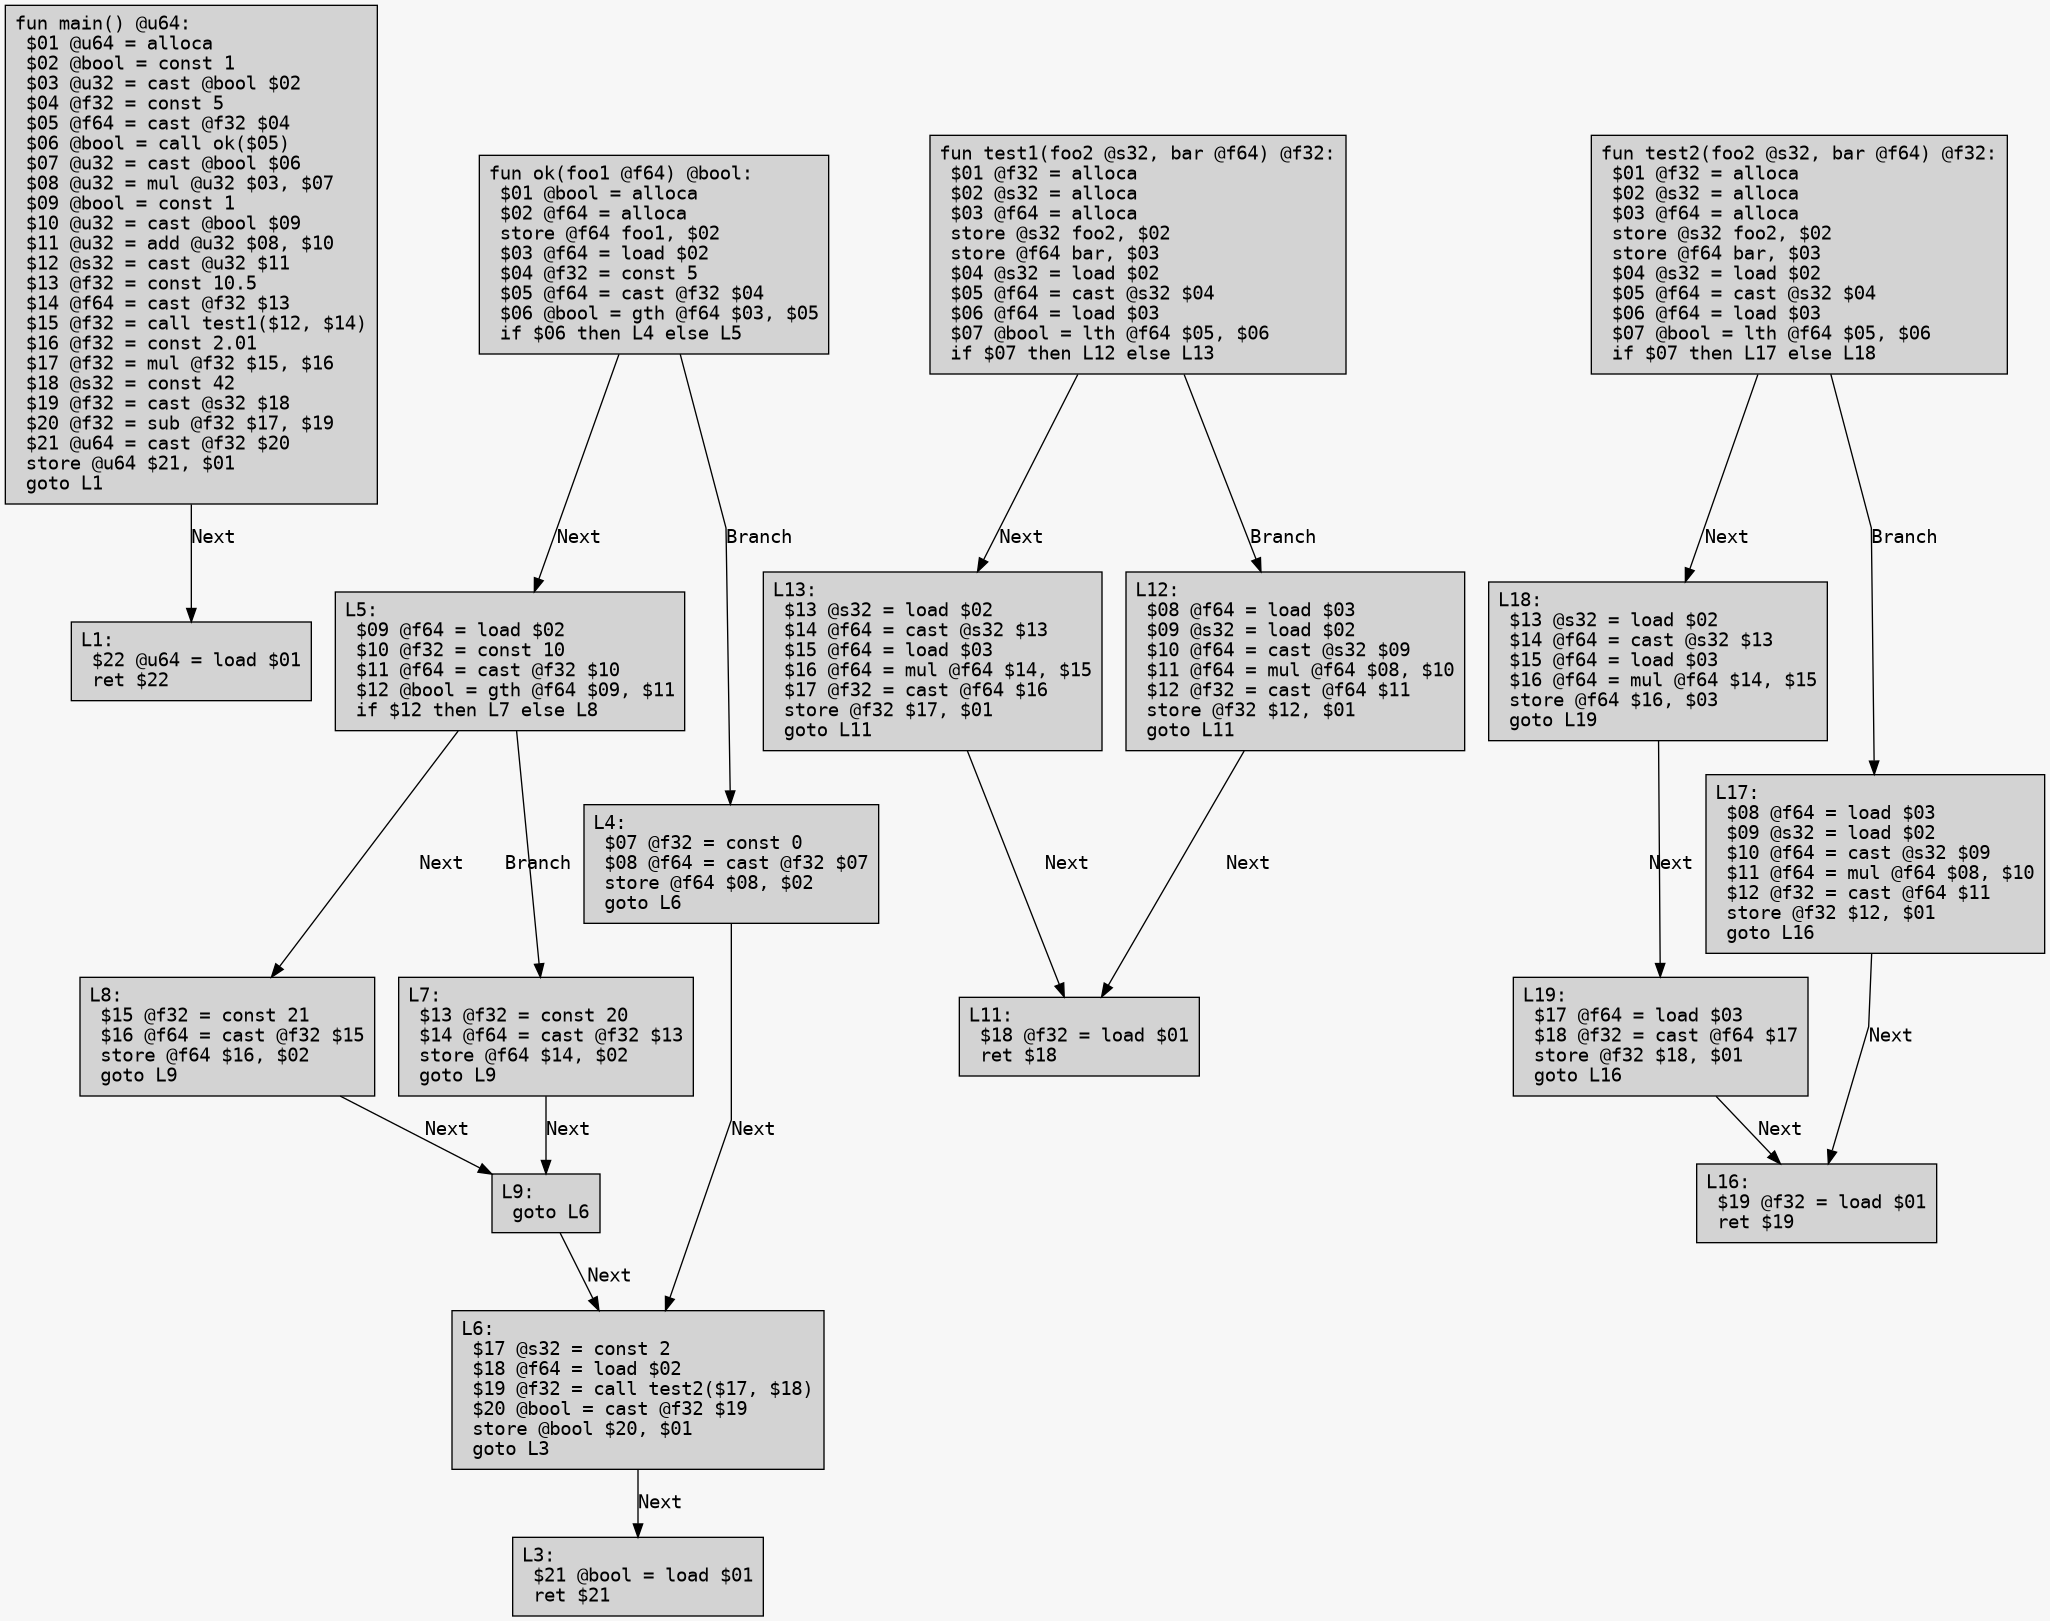 fun main() @u64:
$01 @u64 = alloca
$02 @bool = const 1
$03 @u32 = cast @bool $02
$04 @f32 = const 5
$05 @f64 = cast @f32 $04
$06 @bool = call ok($05)
$07 @u32 = cast @bool $06
$08 @u32 = mul @u32 $03, $07
$09 @bool = const 1
$10 @u32 = cast @bool $09
$11 @u32 = add @u32 $08, $10
$12 @s32 = cast @u32 $11
$13 @f32 = const 10.5
$14 @f64 = cast @f32 $13
$15 @f32 = call test1($12, $14)
$16 @f32 = const 2.01
$17 @f32 = mul @f32 $15, $16
$18 @s32 = const 42
$19 @f32 = cast @s32 $18
$20 @f32 = sub @f32 $17, $19
$21 @u64 = cast @f32 $20
store @u64 $21, $01
goto L1
Next
L1:
$22 @u64 = load $01
ret $22
fun ok(foo1 @f64) @bool:
$01 @bool = alloca
$02 @f64 = alloca
store @f64 foo1, $02
$03 @f64 = load $02
$04 @f32 = const 5
$05 @f64 = cast @f32 $04
$06 @bool = gth @f64 $03, $05
if $06 then L4 else L5
Next
Branch
L5:
$09 @f64 = load $02
$10 @f32 = const 10
$11 @f64 = cast @f32 $10
$12 @bool = gth @f64 $09, $11
if $12 then L7 else L8
Next
Branch
L4:
$07 @f32 = const 0
$08 @f64 = cast @f32 $07
store @f64 $08, $02
goto L6
L8:
$15 @f32 = const 21
$16 @f64 = cast @f32 $15
store @f64 $16, $02
goto L9
L7:
$13 @f32 = const 20
$14 @f64 = cast @f32 $13
store @f64 $14, $02
goto L9
Next
Next
Next
L9:
goto L6
Next
L6:
$17 @s32 = const 2
$18 @f64 = load $02
$19 @f32 = call test2($17, $18)
$20 @bool = cast @f32 $19
store @bool $20, $01
goto L3
Next
L3:
$21 @bool = load $01
ret $21
fun test1(foo2 @s32, bar @f64) @f32:
$01 @f32 = alloca
$02 @s32 = alloca
$03 @f64 = alloca
store @s32 foo2, $02
store @f64 bar, $03
$04 @s32 = load $02
$05 @f64 = cast @s32 $04
$06 @f64 = load $03
$07 @bool = lth @f64 $05, $06
if $07 then L12 else L13
Next
Branch
L13:
$13 @s32 = load $02
$14 @f64 = cast @s32 $13
$15 @f64 = load $03
$16 @f64 = mul @f64 $14, $15
$17 @f32 = cast @f64 $16
store @f32 $17, $01
goto L11
L12:
$08 @f64 = load $03
$09 @s32 = load $02
$10 @f64 = cast @s32 $09
$11 @f64 = mul @f64 $08, $10
$12 @f32 = cast @f64 $11
store @f32 $12, $01
goto L11
Next
Next
L11:
$18 @f32 = load $01
ret $18
fun test2(foo2 @s32, bar @f64) @f32:
$01 @f32 = alloca
$02 @s32 = alloca
$03 @f64 = alloca
store @s32 foo2, $02
store @f64 bar, $03
$04 @s32 = load $02
$05 @f64 = cast @s32 $04
$06 @f64 = load $03
$07 @bool = lth @f64 $05, $06
if $07 then L17 else L18
Next
Branch
L18:
$13 @s32 = load $02
$14 @f64 = cast @s32 $13
$15 @f64 = load $03
$16 @f64 = mul @f64 $14, $15
store @f64 $16, $03
goto L19
Next
L17:
$08 @f64 = load $03
$09 @s32 = load $02
$10 @f64 = cast @s32 $09
$11 @f64 = mul @f64 $08, $10
$12 @f32 = cast @f64 $11
store @f32 $12, $01
goto L16
L19:
$17 @f64 = load $03
$18 @f32 = cast @f64 $17
store @f32 $18, $01
goto L16
Next
Next
L16:
$19 @f32 = load $01
ret $19